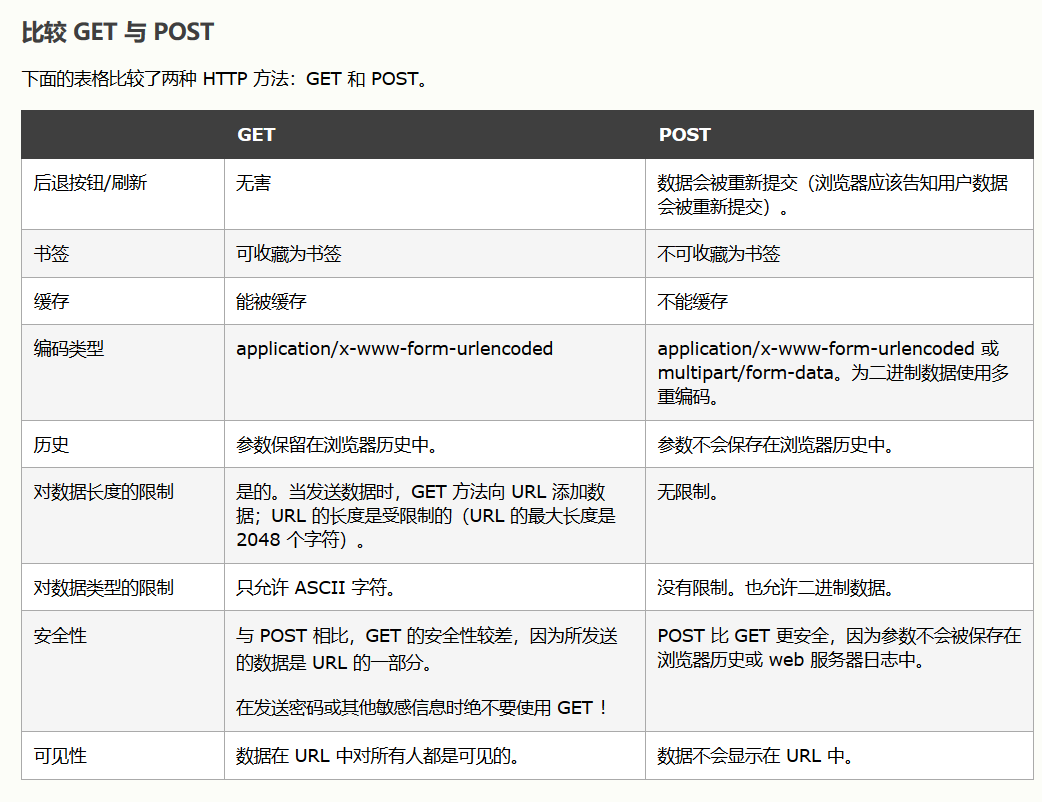 比较 GET 与 POST
下面的表格比较了两种 HTTP 方法：GET 和 POST。
GET
POST
后退按钮/刷新
无害
数据会被重新提交（浏览器应该告知用户数据
会被重新提交）。
书签
可收藏为书签
不可收藏为书签
缓存
能被缓存
不能缓存
编码类型
application/x-www-form-urlencoded
application/x-www-form-urlencoded 或
multipart/form-data。为二进制数据使用多
重编码。
历史
参数保留在浏览器历史中。
参数不会保存在浏览器历史中。
对数据长度的限制
是的。当发送数据时，GET 方法向 URL 添加数
据；URL 的长度是受限制的（URL 的最大长度是
2048 个字符）。
无限制。
对数据类型的限制
只允许 ASCII 字符。
没有限制。也允许二进制数据。
安全性
与 POST 相比，GET 的安全性较差，因为所发送
的数据是 URL 的一部分。
在发送密码或其他敏感信息时绝不要使用 GET ！
POST 比 GET 更安全，因为参数不会被保存在
浏览器历史或 web 服务器日志中。
可见性
数据在 URL 中对所有人都是可见的。
数据不会显示在 URL 中。